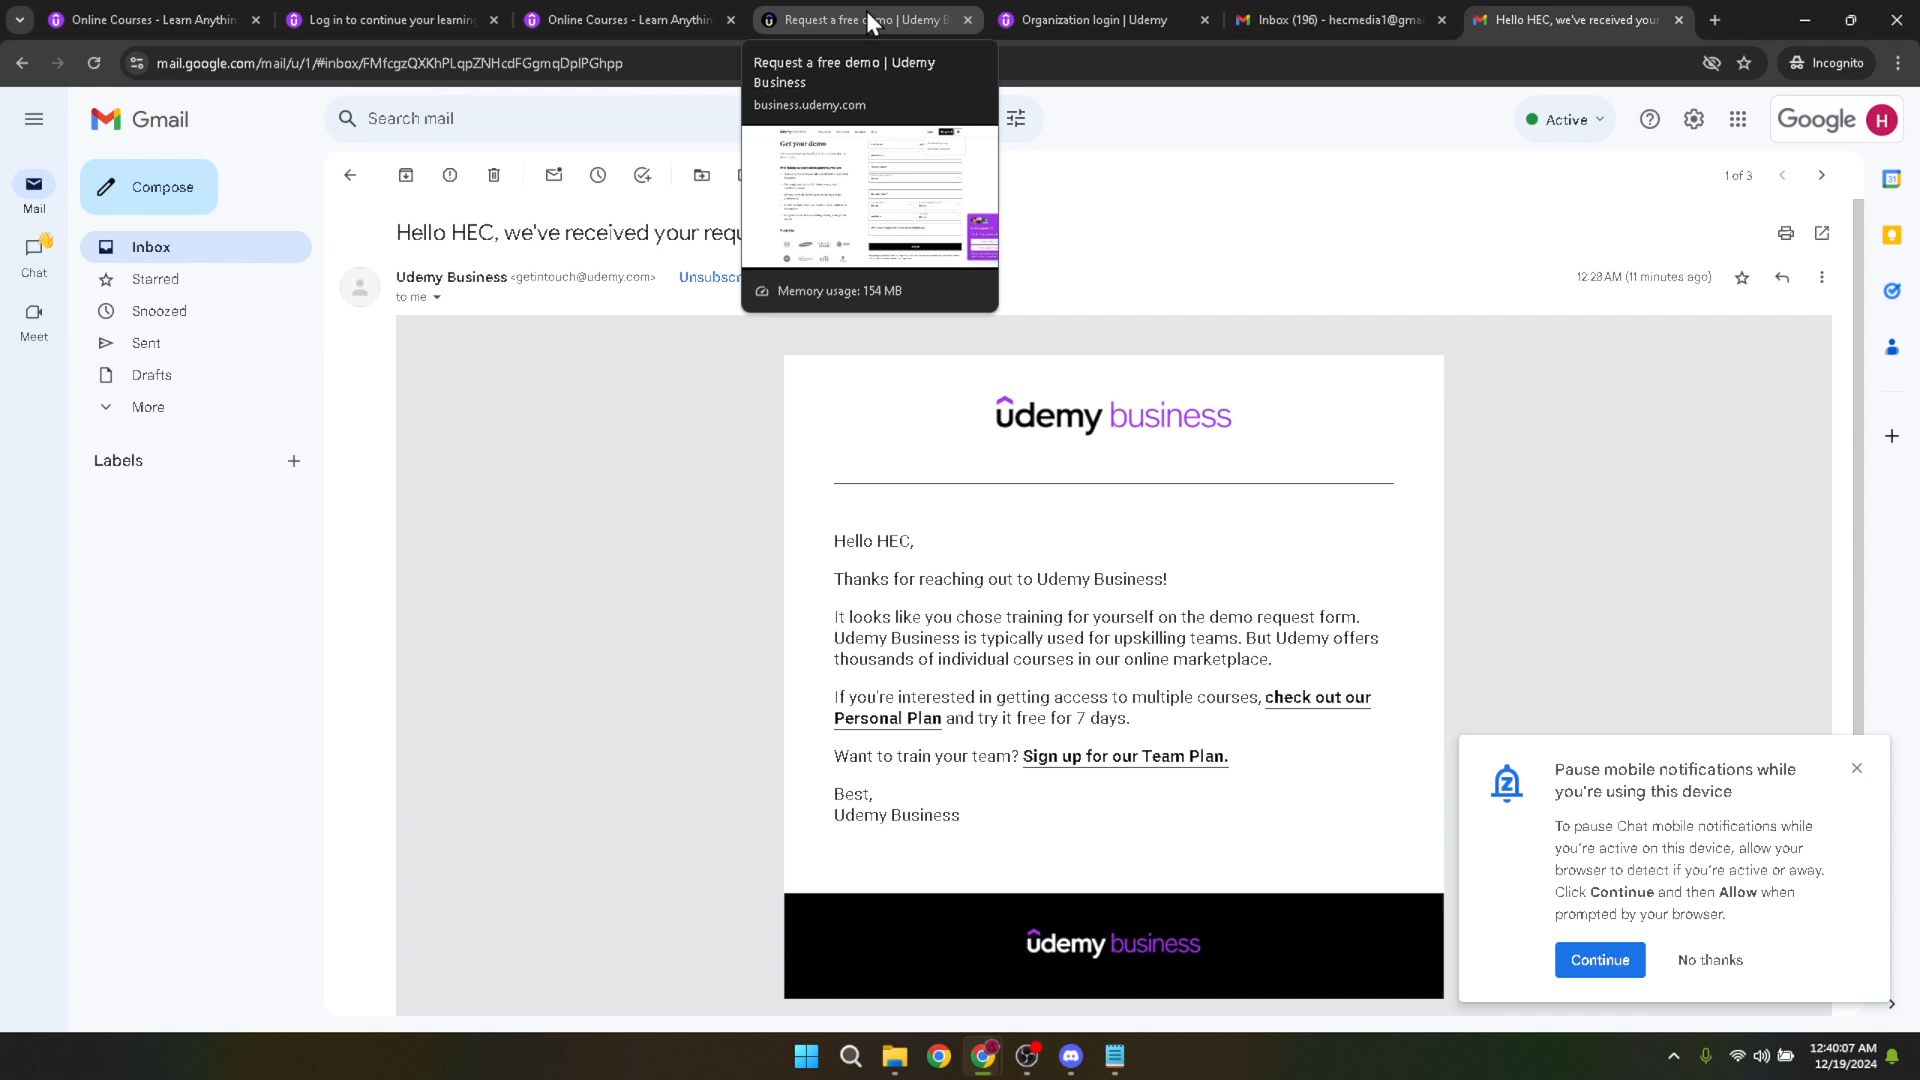 Online Courses - Learn Anythin
Log in to continue your learning
Online Courses - Learn Anythin
Request a free demo | Udemy B
Organization login | Udemy
Inbox (196) - hecmedia1@gmai
Hello HEC, we've received your
mail.google.com/mail/u/1/#inbox/FMfcgzQXKhPLqpZNHcdFGgmqDplPGhpp
Incognito
Request a free demo | Udemy
Business
business.udemy.com
Get your demo
Memory usage: 154 MB
Gmail
Search mail
Active
Google
H
Mail
Chat
Meet
Compose
Inbox
Starred
Snoozed
Sent
Drafts
More
Labels
1 of 3
31
Hello HEC, we've received your requ
Udemy Business <getintouch@udemy.com> Unsubscr
12:28 AM (11 minutes ago)
to me
udemy business
Hello HEC,
Thanks for reaching out to Udemy Business!
It looks like you chose training for yourself on the demo request form.
Udemy Business is typically used for upskilling teams. But Udemy offers
thousands of individual courses in our online marketplace.
If you're interested in getting access to multiple courses, check out our
Personal Plan and try it free for 7 days.
Want to train your team? Sign up for our Team Plan.
Best,
Udemy Business
udemy business
Pause mobile notifications while
you're using this device
To pause Chat mobile notifications while
you're active on this device, allow your
browser to detect if you're active or away.
Click Continue and then Allow when
prompted by your browser.
Continue
No thanks
12:40:07 AM
12/19/2024